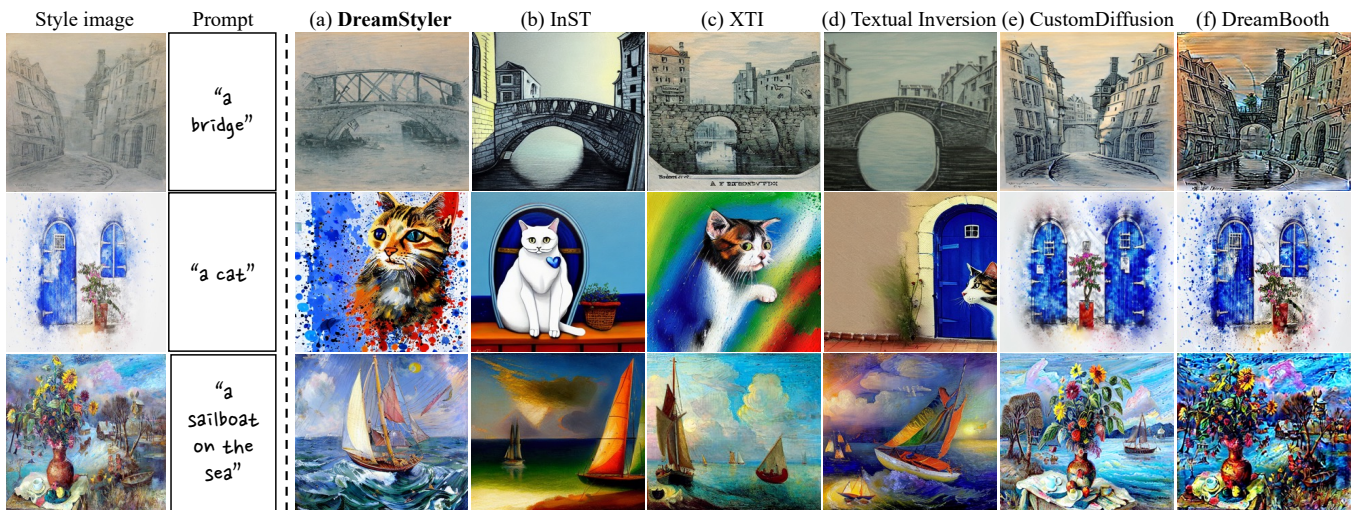 Style image
Prompt
(a) DreamStyler
(b) InST
(c) XTI
(d) Textual Inversion
(e) CustomDiffusion
(f) DreamBooth
“a
bridge”
“a cat”
“a
sailboat
on the
sea”